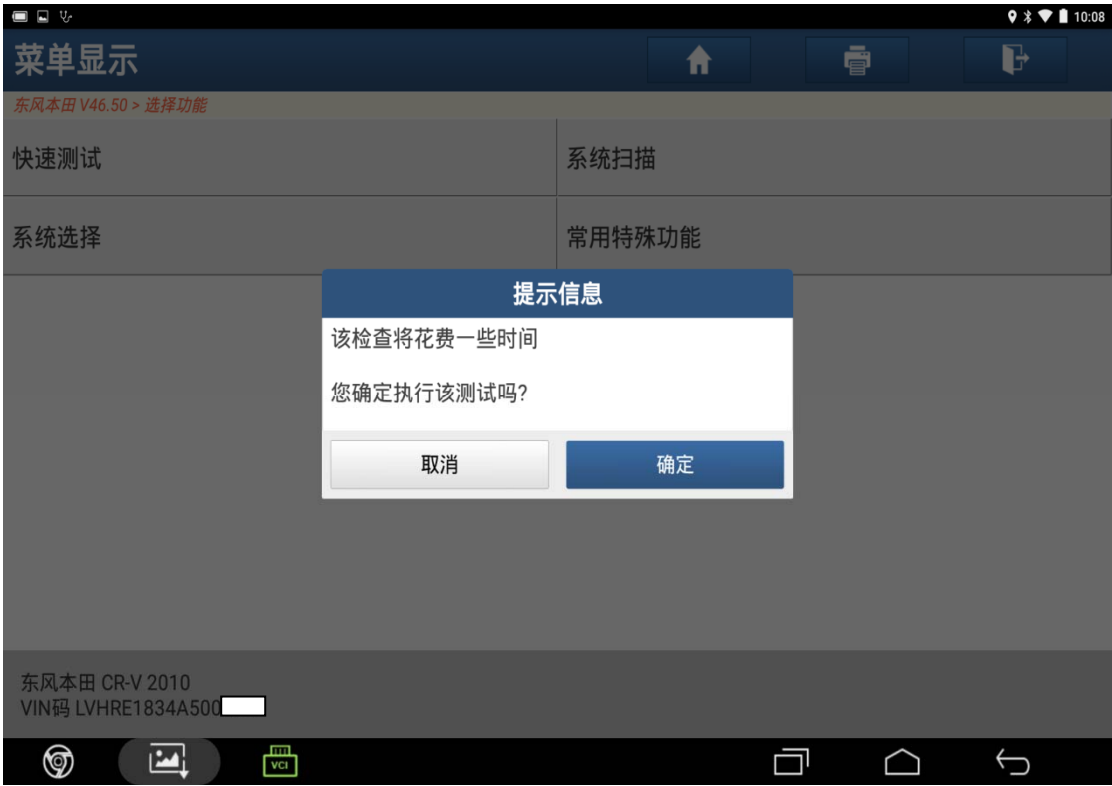 10:08
菜单显示
东风本田 V46.50 > 选择功能
快速测试
系统扫描
系统选择
常用特殊功能
提示信息
该检查将花费一些时间
您确定执行该测试吗?
取消
确定
东风本田 CR-V 2010
VIN码 LVHRE1834A500
VCI